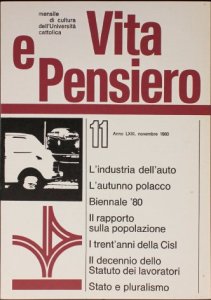 mensile
di cultura
dell'Università
cattolica
Vita
e Pensiero
11
Anno LXIII, novembre 1980
L'industria dell'auto
L'autunno polacco
Biennale '80
Il rapporto
sulla popolazione
I trent'anni della Cisl
Il decennio dello
Statuto dei lavoratori
Stato e pluralismo